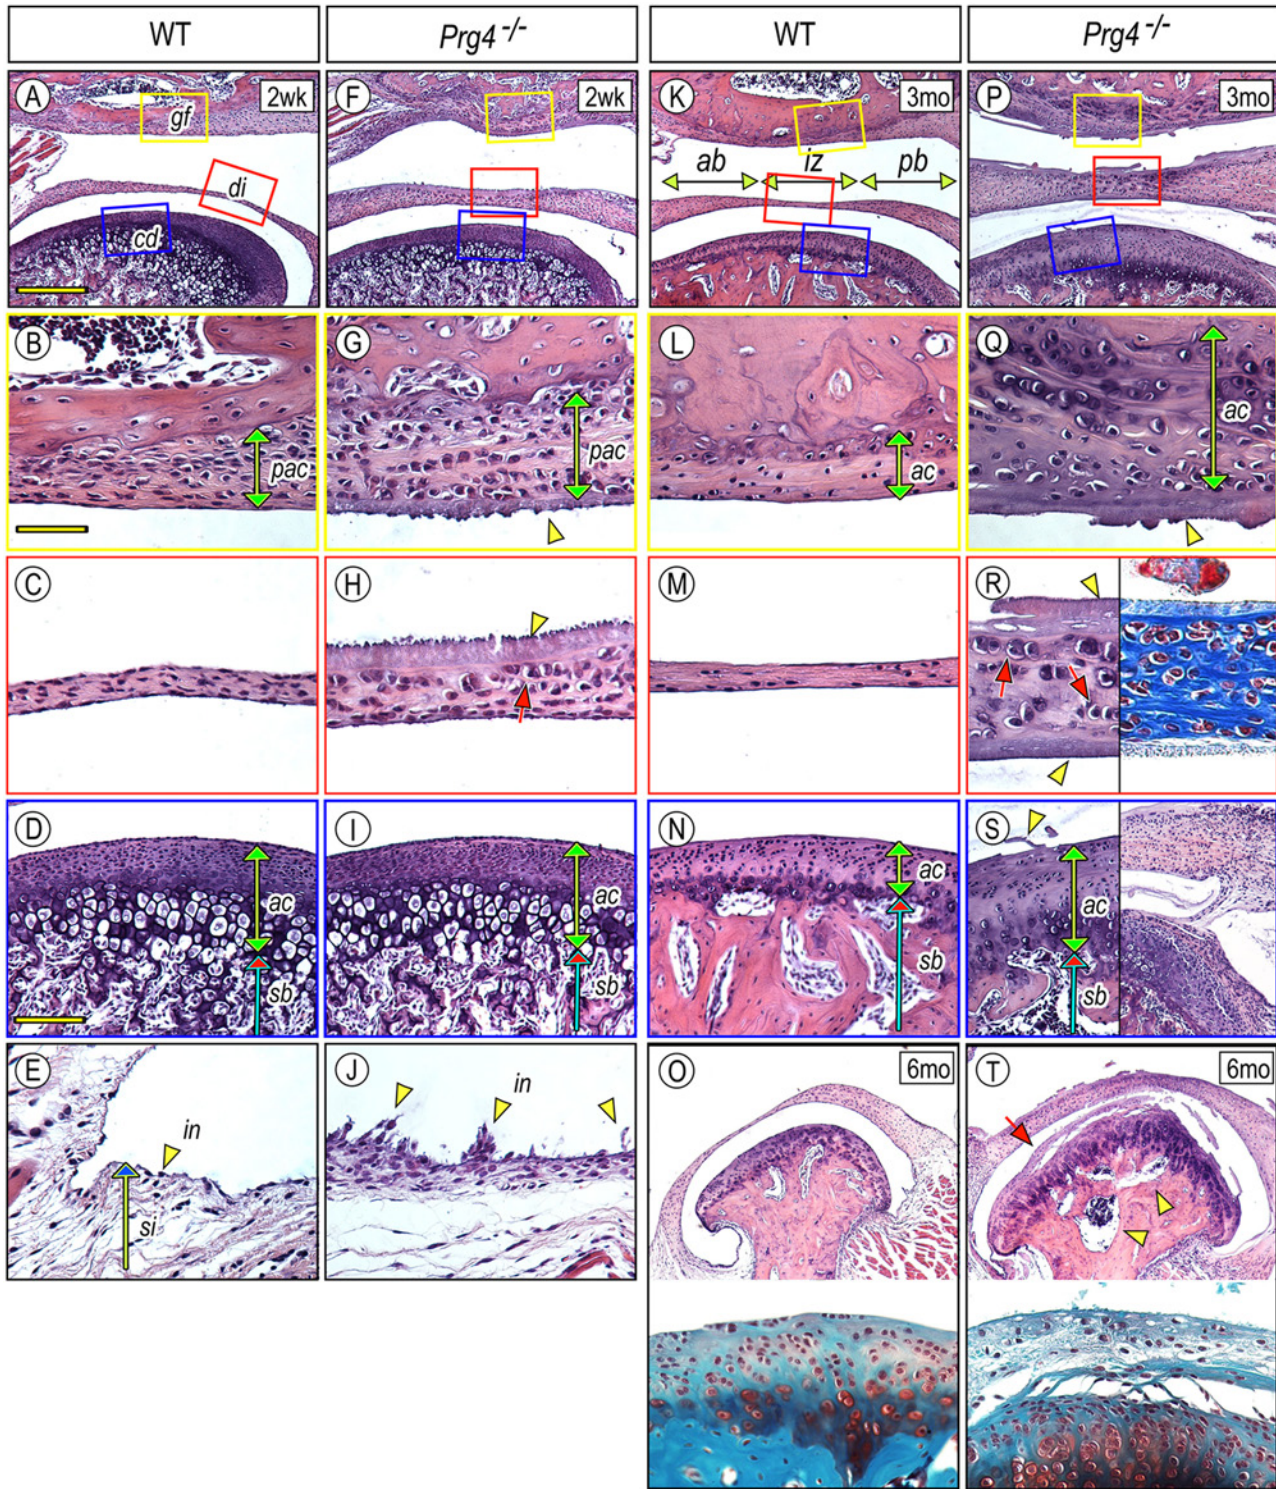 WT Prg4 -/- WT Prg4 -/-
A 2wk F 2wk K 3mo P 3mo
gf
ab iz pb
di
cd
B G L Q
pac pac ac ac
C H M R
D I N S
ac ac ac ac
sb sb sb sb
E J O 6mo T 6mo
in in
si